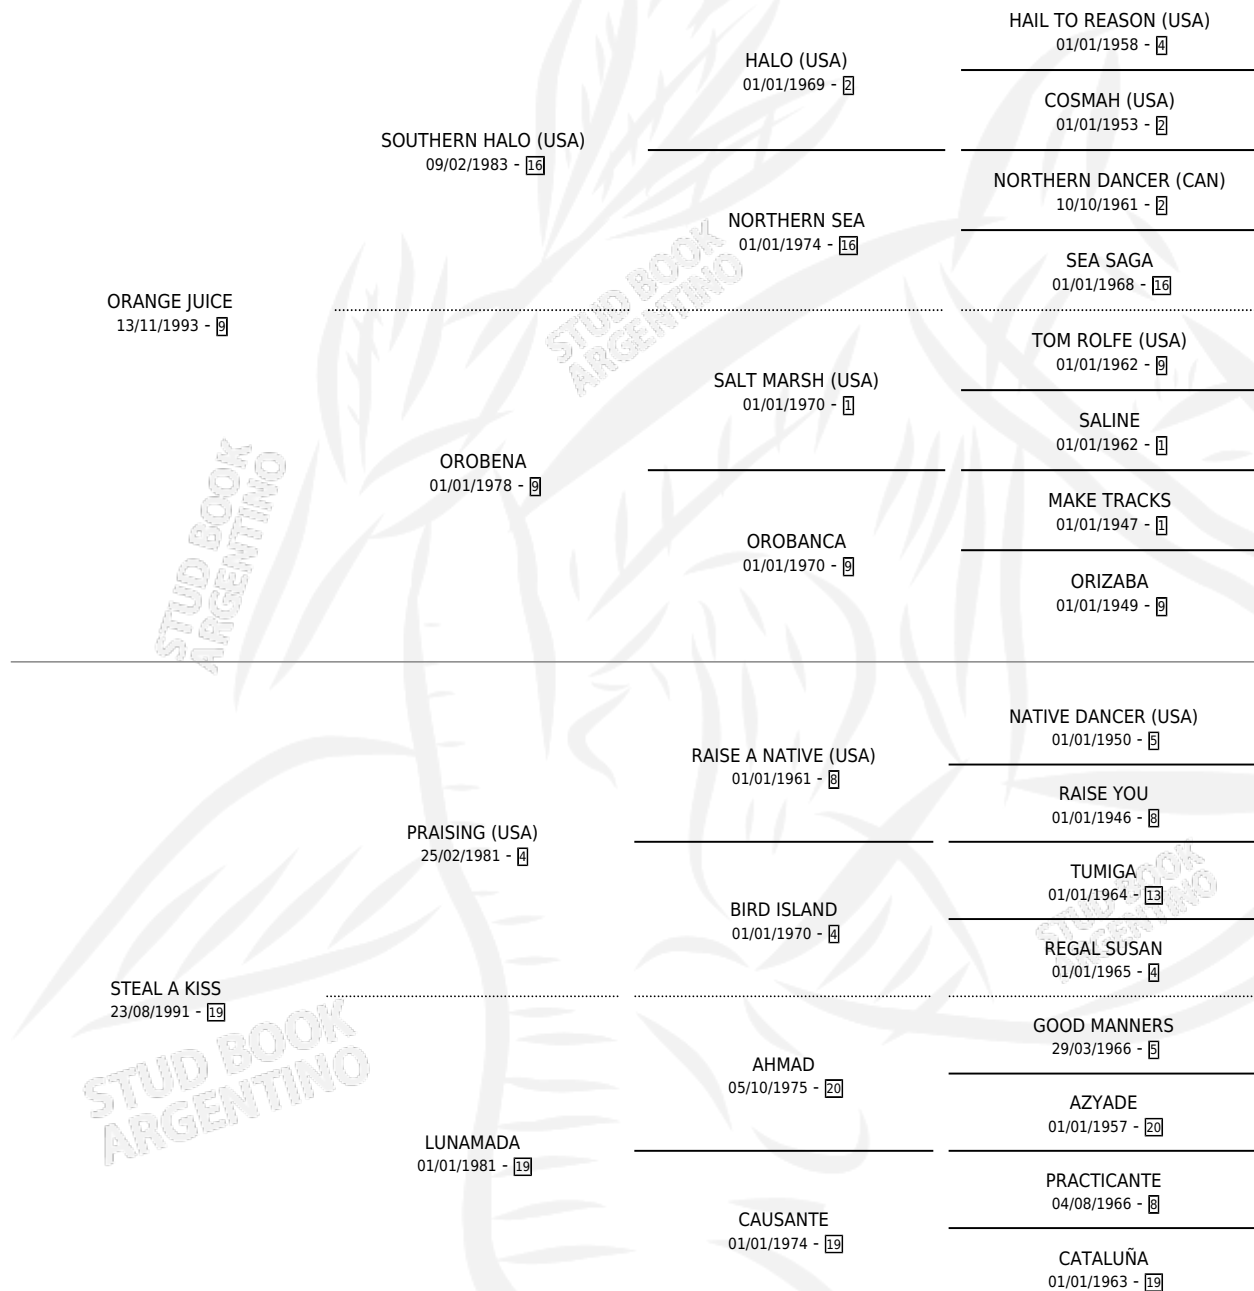 HAIL TO REASON (USA)
01/01/1958 - 4
HALO (USA)
01/01/1969 - 2
COSMAH (USA)
01/01/1953 - 2
SOUTHERN HALO (USA)
09/02/1983 - 16
NORTHERN DANCER (CAN)
10/10/1961 - 2
NORTHERN SEA
01/01/1974 - 16
SEA SAGA
01/01/1968 - 16
ORANGE JUICE
13/11/1993 - 9
TOM ROLFE (USA)
01/01/1962 - 9
SALT MARSH (USA)
01/01/1970 - 1
SALINE
01/01/1962 - 1
OROBENA
01/01/1978 - 9
MAKE TRACKS
01/01/1947 - 1
OROBANCA
01/01/1970 - 9
ORIZABA
01/01/1949 - 9
STUD BOOK
ARGENTINO
STUD BOOK
ARGENTINO
NATIVE DANCER (USA)
01/01/1950 - 5
RAISE A NATIVE (USA)
01/01/1961 - 8
RAISE YOU
01/01/1946 - 8
PRAISING (USA)
25/02/1981 - 4
TUMIGA
01/01/1964 - 13
BIRD ISLAND
01/01/1970 - 4
REGAL SUSAN
01/01/1965 - 4
STEAL A KISS
23/08/1991 - 19
GOOD MANNERS
29/03/1966 - 5
AHMAD
05/10/1975 - 20
AZYADE
01/01/1957 - 20
LUNAMADA
01/01/1981 - 19
PRACTICANTE
04/08/1966 - 8
CAUSANTE
01/01/1974 - 19
CATALUÑA
01/01/1963 - 19
STUD BOOK
ARGENTINO
STUD BOOK
ARGENTINO